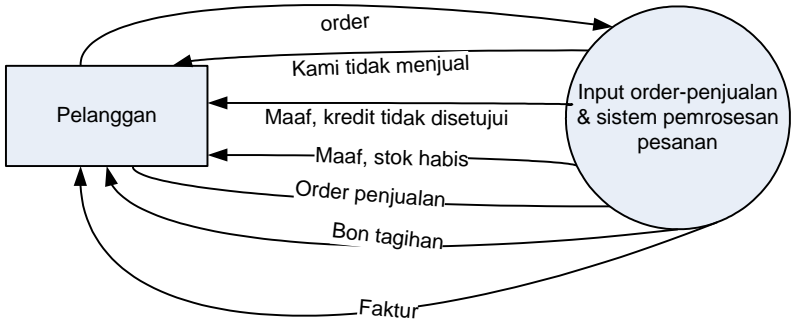 order
Kami tidak menjual
Pelanggan
Maaf, kredit tidak disetujui
Maaf, stok habis
Order penjualan
Bon tagihan
Faktur
Input order-penjualan
& sistem pemrosesan
pesanan